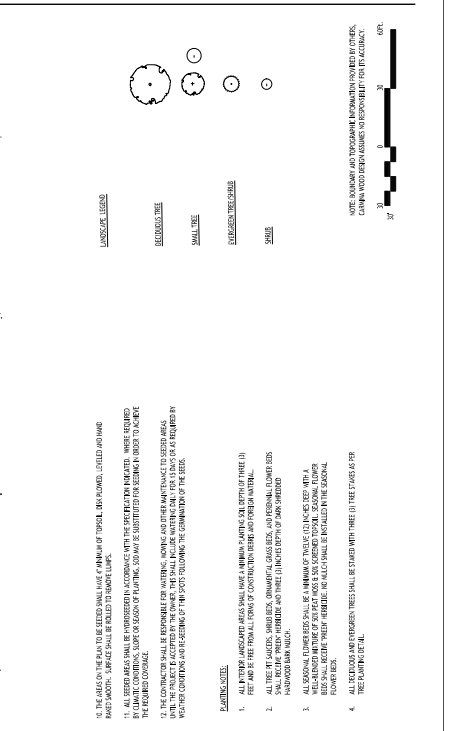 10. THE AREAS ON THE PLAN TO BE SEEDED SHALL HAVE 4" MINIMUM OF TOPSOIL, DISK PLOWED, LEVELED AND HAND
RAKED SMOOTH. SURFACE SHALL BE ROLLED TO REMOVE LUMPS.
11. ALL SEEDED AREAS SHALL BE HYDROSEEDED IN ACCORDANCE WITH THE SPECIFICATION INDICATED. WHERE REQUIRED
BY CLIMATIC CONDITIONS, SLOPE OR SEASON OF PLANTING, SOD MAY BE SUBSTITUTED FOR SEEDING IN ORDER TO ACHIEVE
THE REQUIRED COVERAGE.
12. THE CONTRACTOR SHALL BE RESPONSIBLE FOR WATERING, MOWING AND OTHER MAINTENANCE TO SEEDED AREAS
UNTIL THE PROJECT IS ACCEPTED BY THE OWNER, THIS SHALL INCLUDE WATERING DAILY FOR 45 DAYS OR AS REQUIRED BY
WEATHER CONDITIONS AND RE-SEEDING OF THIN SPOTS FOLLOWING THE GERMINATION OF THE SEEDS.
PLANTING NOTES:
1. ALL INTERIOR LANDSCAPED AREAS SHALL HAVE A MINIMUM PLANTING SOIL DEPTH OF THREE (3)
FEET AND BE FREE FROM ALL FORMS OF CONSTRUCTION DEBRIS AND FOREIGN MATERIAL.
2. ALL TREE PIT SAUCERS, SHRUB BEDS, ORNAMENTAL GRASS BEDS, AND PERENNIAL FLOWER BEDS
SHALL RECEIVE "PREEN" HERBICIDE AND THREE (3) INCHES DEPTH OF DARK SHREDDED
HARDWOOD BARK MULCH.
3. ALL SEASONAL FLOWER BEDS SHALL BE A MINIMUM OF TWELVE (12) INCHES DEEP WITH A
WELL-BLENDED MIXTURE OF 50% PEAT MOSS & 50% SCREENED TOPSOIL. SEASONAL FLOWER
BEDS SHALL RECEIVE "PREEN" HERBICIDE. NO MULCH SHALL BE INSTALLED IN THE SEASONAL
FLOWER BEDS.
4. ALL DECIDUOUS AND EVERGREEN TREES SHALL BE STAKED WITH THREE (3) TREE STAKES AS PER
TREE PLANTING DETAIL.
LANDSCAPE LEGEND
DECIDUOUS TREE
SMALL TREE
EVERGREEN TREE/SHRUB
SHRUB
NOTE: BOUNDARY AND TOPOGRAPHIC INFORMATION PROVIDED BY OTHERS,
CARMINA WOOD DESIGN ASSUMES NO RESPONSIBILITY FOR ITS ACCURACY.
30 0 30 60Ft.
30'